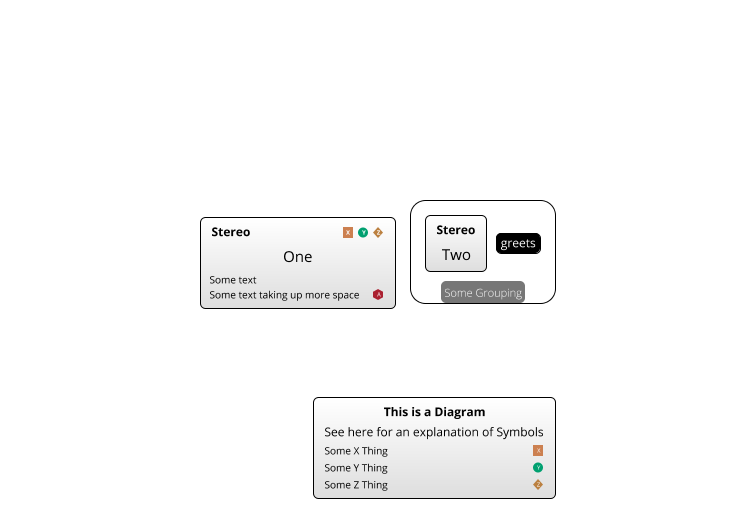 Stereo X Y Z
One
Some text
Some text taking up more space A
Stereo
Two
greets
Some Grouping
This is a Diagram
See here for an explanation of Symbols
Some X Thing X
Some Y Thing Y
Some Z Thing Z